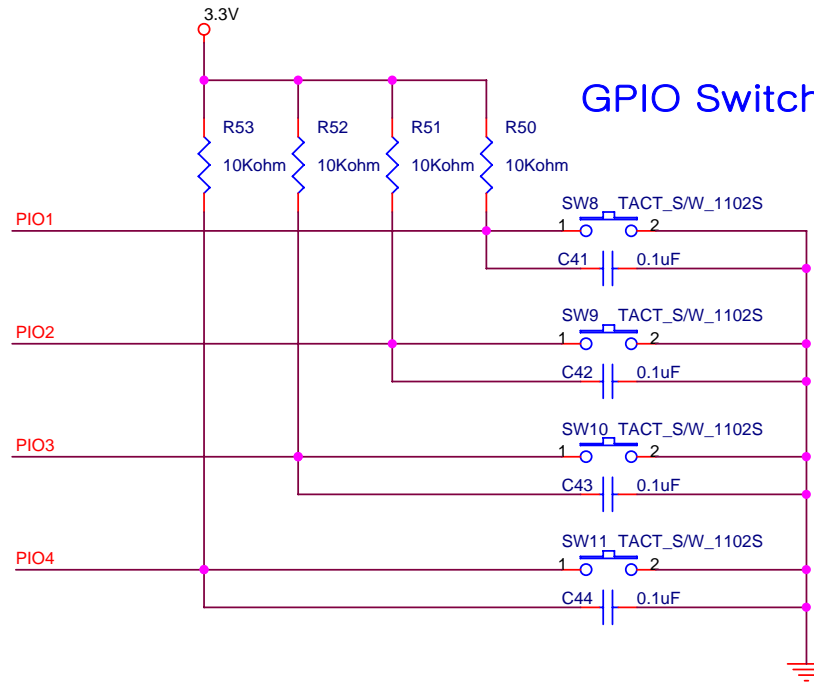 3.3V
GPIO Switch
R53 R52 R51 R50
10Kohm 10Kohm 10Kohm 10Kohm
SW8 TACT_S/W_1102S
PIO1 1 2
C41 0.1uF
SW9 TACT_S/W_1102S
PIO2 1 2
C42 0.1uF
SW10 TACT_S/W_1102S
PIO3 1 2
C43 0.1uF
SW11 TACT_S/W_1102S
PIO4 1 2
C44 0.1uF